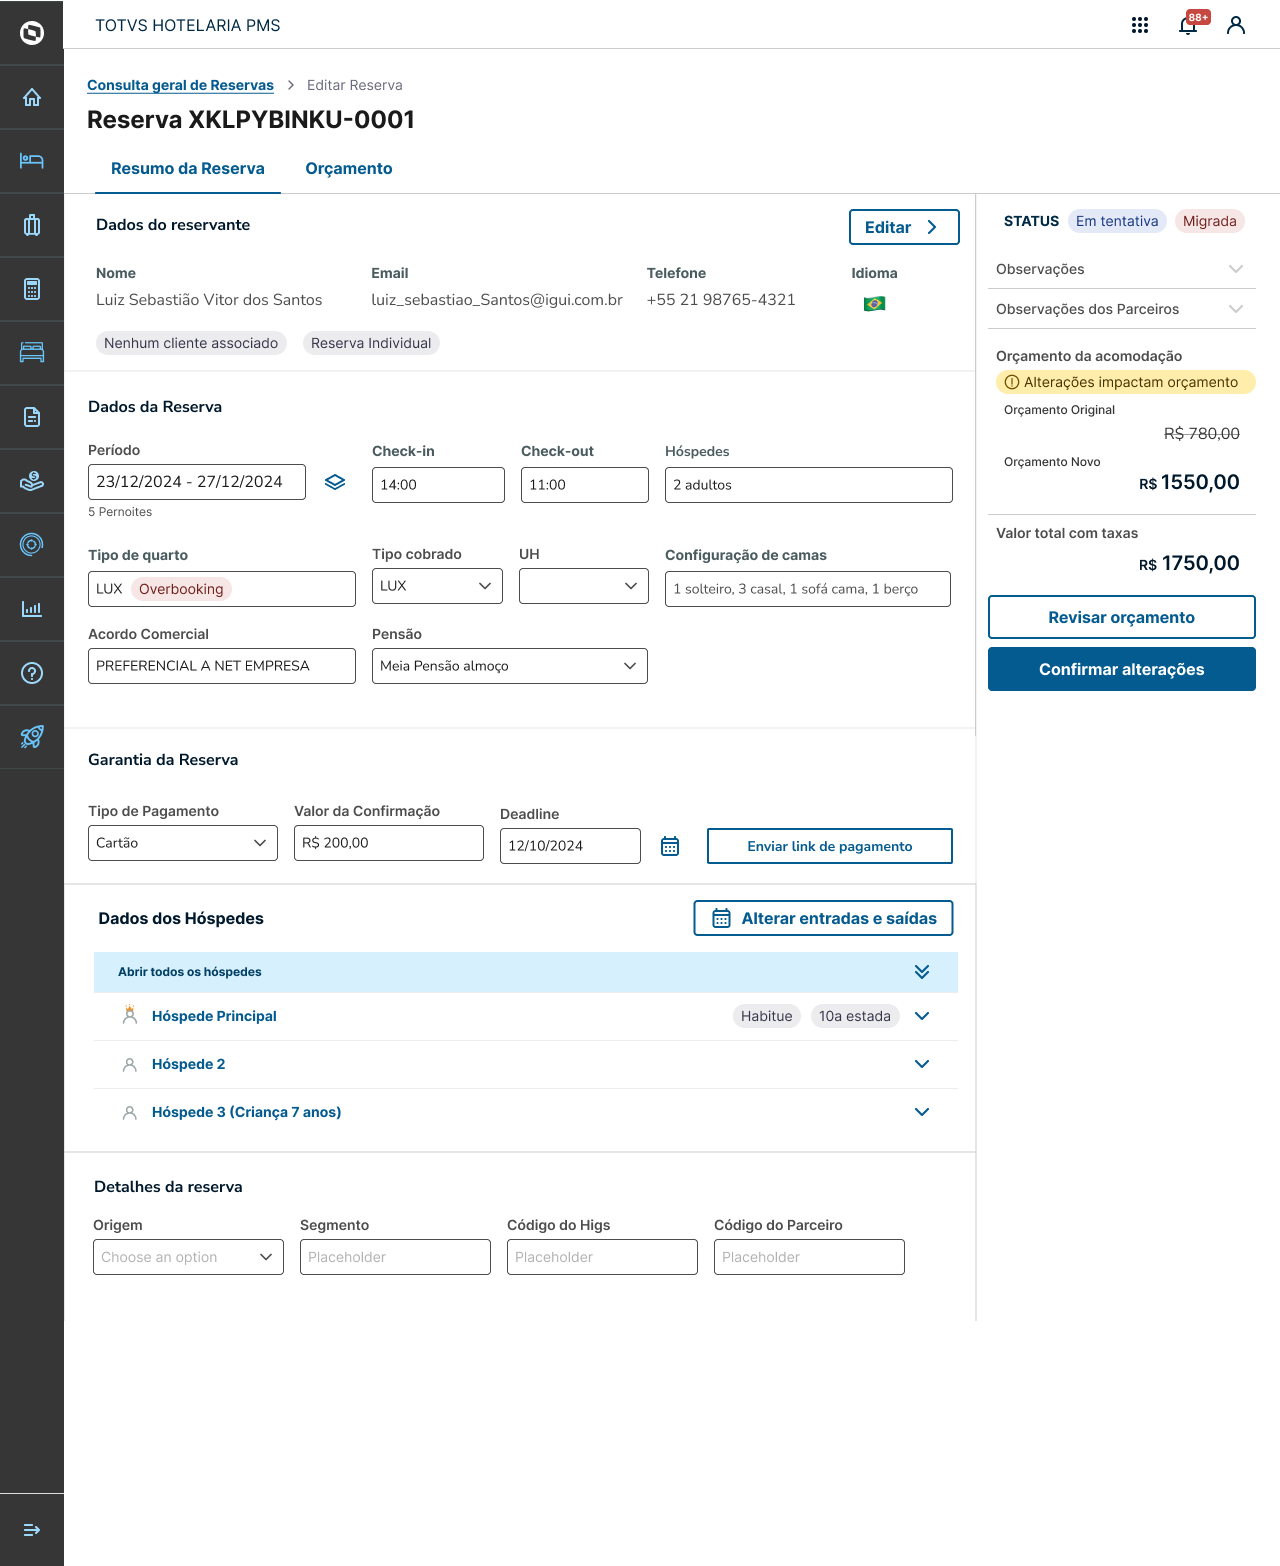 TOTVS HOTELARIA PMS
88+
Consulta geral de Reservas > Editar Reserva
Reserva XKLPYBINKU-0001
Resumo da Reserva Orçamento
Dados do reservante
Editar
Nome Email Telefone Idioma
Luiz Sebastião Vitor dos Santos luiz_sebastiao_Santos@igui.com.br +55 21 98765-4321
Nenhum cliente associado Reserva Individual
Dados da Reserva
Período Check-in Check-out Hóspedes
23/12/2024 - 27/12/2024 14:00 11:00 2 adultos
5 Pernoites
Tipo de quarto Tipo cobrado UH Configuração de camas
LUX Overbooking LUX 1 solteiro, 3 casal, 1 sofá cama, 1 berço
Acordo Comercial Pensão
PREFERENCIAL A NET EMPRESA Meia Pensão almoço
Garantia da Reserva
Tipo de Pagamento Valor da Confirmação Deadline
Cartão R$ 200,00 12/10/2024 Enviar link de pagamento
Dados dos Hóspedes Alterar entradas e saídas
Abrir todos os hóspedes
Hóspede Principal Habitue 10a estada
Hóspede 2
Hóspede 3 (Criança 7 anos)
Detalhes da reserva
Origem Segmento Código do Higs Código do Parceiro
Choose an option Placeholder Placeholder Placeholder
STATUS Em tentativa Migrada
Observações
Observações dos Parceiros
Orçamento da acomodação
Alterações impactam orçamento
Orçamento Original
R$ 780,00
Orçamento Novo
R$ 1550,00
Valor total com taxas
R$ 1750,00
Revisar orçamento
Confirmar alterações